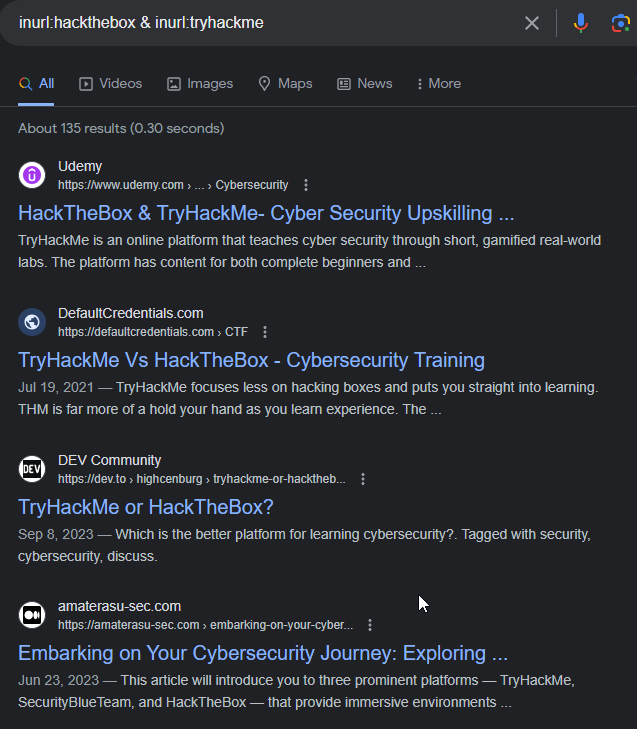 inurl:hackthebox & inurl:tryhackme
All Videos Images Maps News More
About 135 results (0.30 seconds)
Udemy
https://www.udemy.com › ... › Cybersecurity
HackTheBox & TryHackMe- Cyber Security Upskilling ...
TryHackMe is an online platform that teaches cyber security through short, gamified real-world
labs. The platform has content for both complete beginners and ...
DefaultCredentials.com
https://defaultcredentials.com › CTF
TryHackMe Vs HackTheBox - Cybersecurity Training
Jul 19, 2021 — TryHackMe focuses less on hacking boxes and puts you straight into learning.
THM is far more of a hold your hand as you learn experience. The ...
DEV
DEV Community
https://dev.to › highcenburg › tryhackme-or-hacktheb...
TryHackMe or HackTheBox?
Sep 8, 2023 — Which is the better platform for learning cybersecurity?. Tagged with security,
cybersecurity, discuss.
amaterasu-sec.com
https://amaterasu-sec.com › embarking-on-your-cyber...
Embarking on Your Cybersecurity Journey: Exploring ...
Jun 23, 2023 — This article will introduce you to three prominent platforms — TryHackMe,
SecurityBlueTeam, and HackTheBox — that provide immersive environments ...